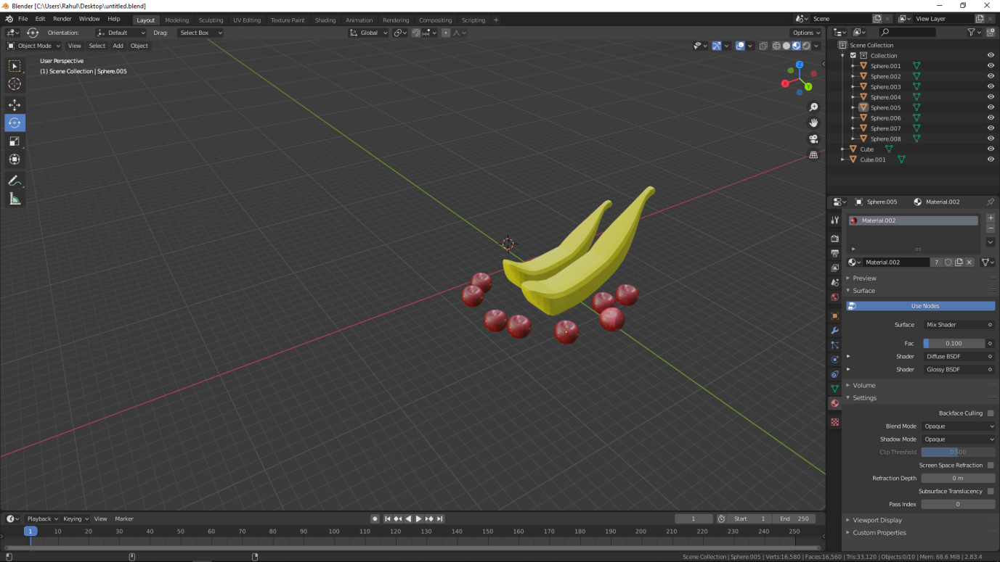 Blender [C:\Users\Rahul\Desktop\untitled.blend]
File Edit Render Window Help Layout Modeling Sculpting UV Editing Texture Paint Shading Animation Rendering Compositing Scripting + Scene View Layer
Orientation: Default Drag: Select Box Global Options
Object Mode View Select Add Object
User Perspective
(1) Scene Collection | Sphere.005
Z
X
Y
Scene Collection
Collection
Sphere.001
Sphere.002
Sphere.003
Sphere.004
Sphere.005
Sphere.006
Sphere.007
Sphere.008
Cube
Cube.001
Sphere.005 Material.002
Material.002
Material.002 7
Preview
Surface
Use Nodes
Surface Mix Shader
Fac 0.100
Shader Diffuse BSDF
Shader Glossy BSDF
Volume
Settings
Backface Culling
Blend Mode Opaque
Shadow Mode Opaque
Clip Threshold 0.500
Screen Space Refraction
Refraction Depth 0 m
Subsurface Translucency
Pass Index 0
Viewport Display
Custom Properties
Playback Keying View Marker 1 Start 1 End 250
1 10 20 30 40 50 60 70 80 90 100 110 120 130 140 150 160 170 180 190 200 210 220 230 240 250
Scene Collection | Sphere.005 | Verts:16,580 | Faces:16,560 | Tris:33,120 | Objects:0/10 | Mem: 68.6 MiB | 2.83.4